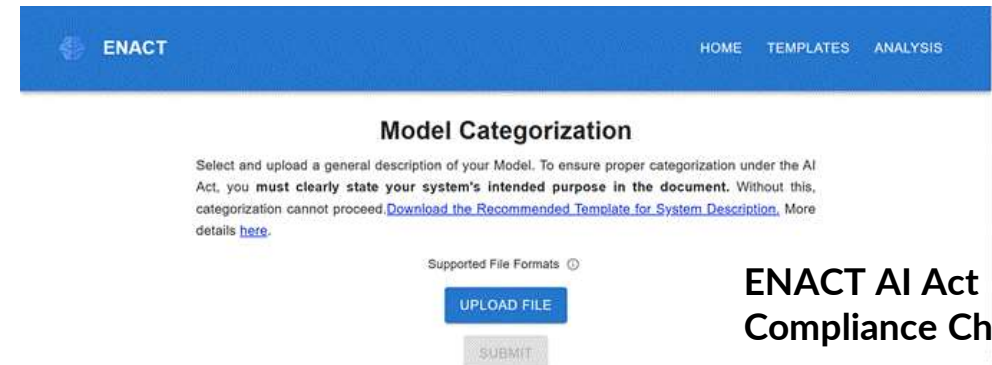 ENACT
HOME TEMPLATES ANALYSIS
Model Categorization
Select and upload a general description of your Model. To ensure proper categorization under the AI
Act, you must clearly state your system's intended purpose in the document. Without this,
categorization cannot proceed.Download the Recommended Template for System Description. More
details here.
Supported File Formats
UPLOAD FILE
SUBMIT
ENACT AI Act
Compliance Ch